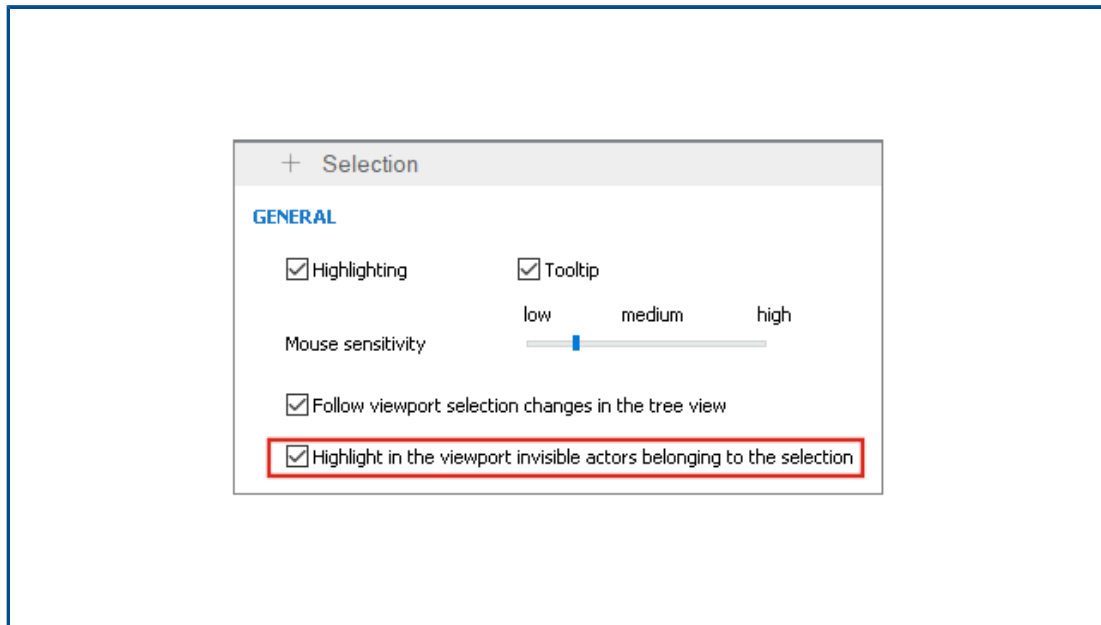 + Selection
GENERAL
Highlighting Tooltip
low medium high
Mouse sensitivity
Follow viewport selection changes in the tree view
Highlight in the viewport invisible actors belonging to the selection